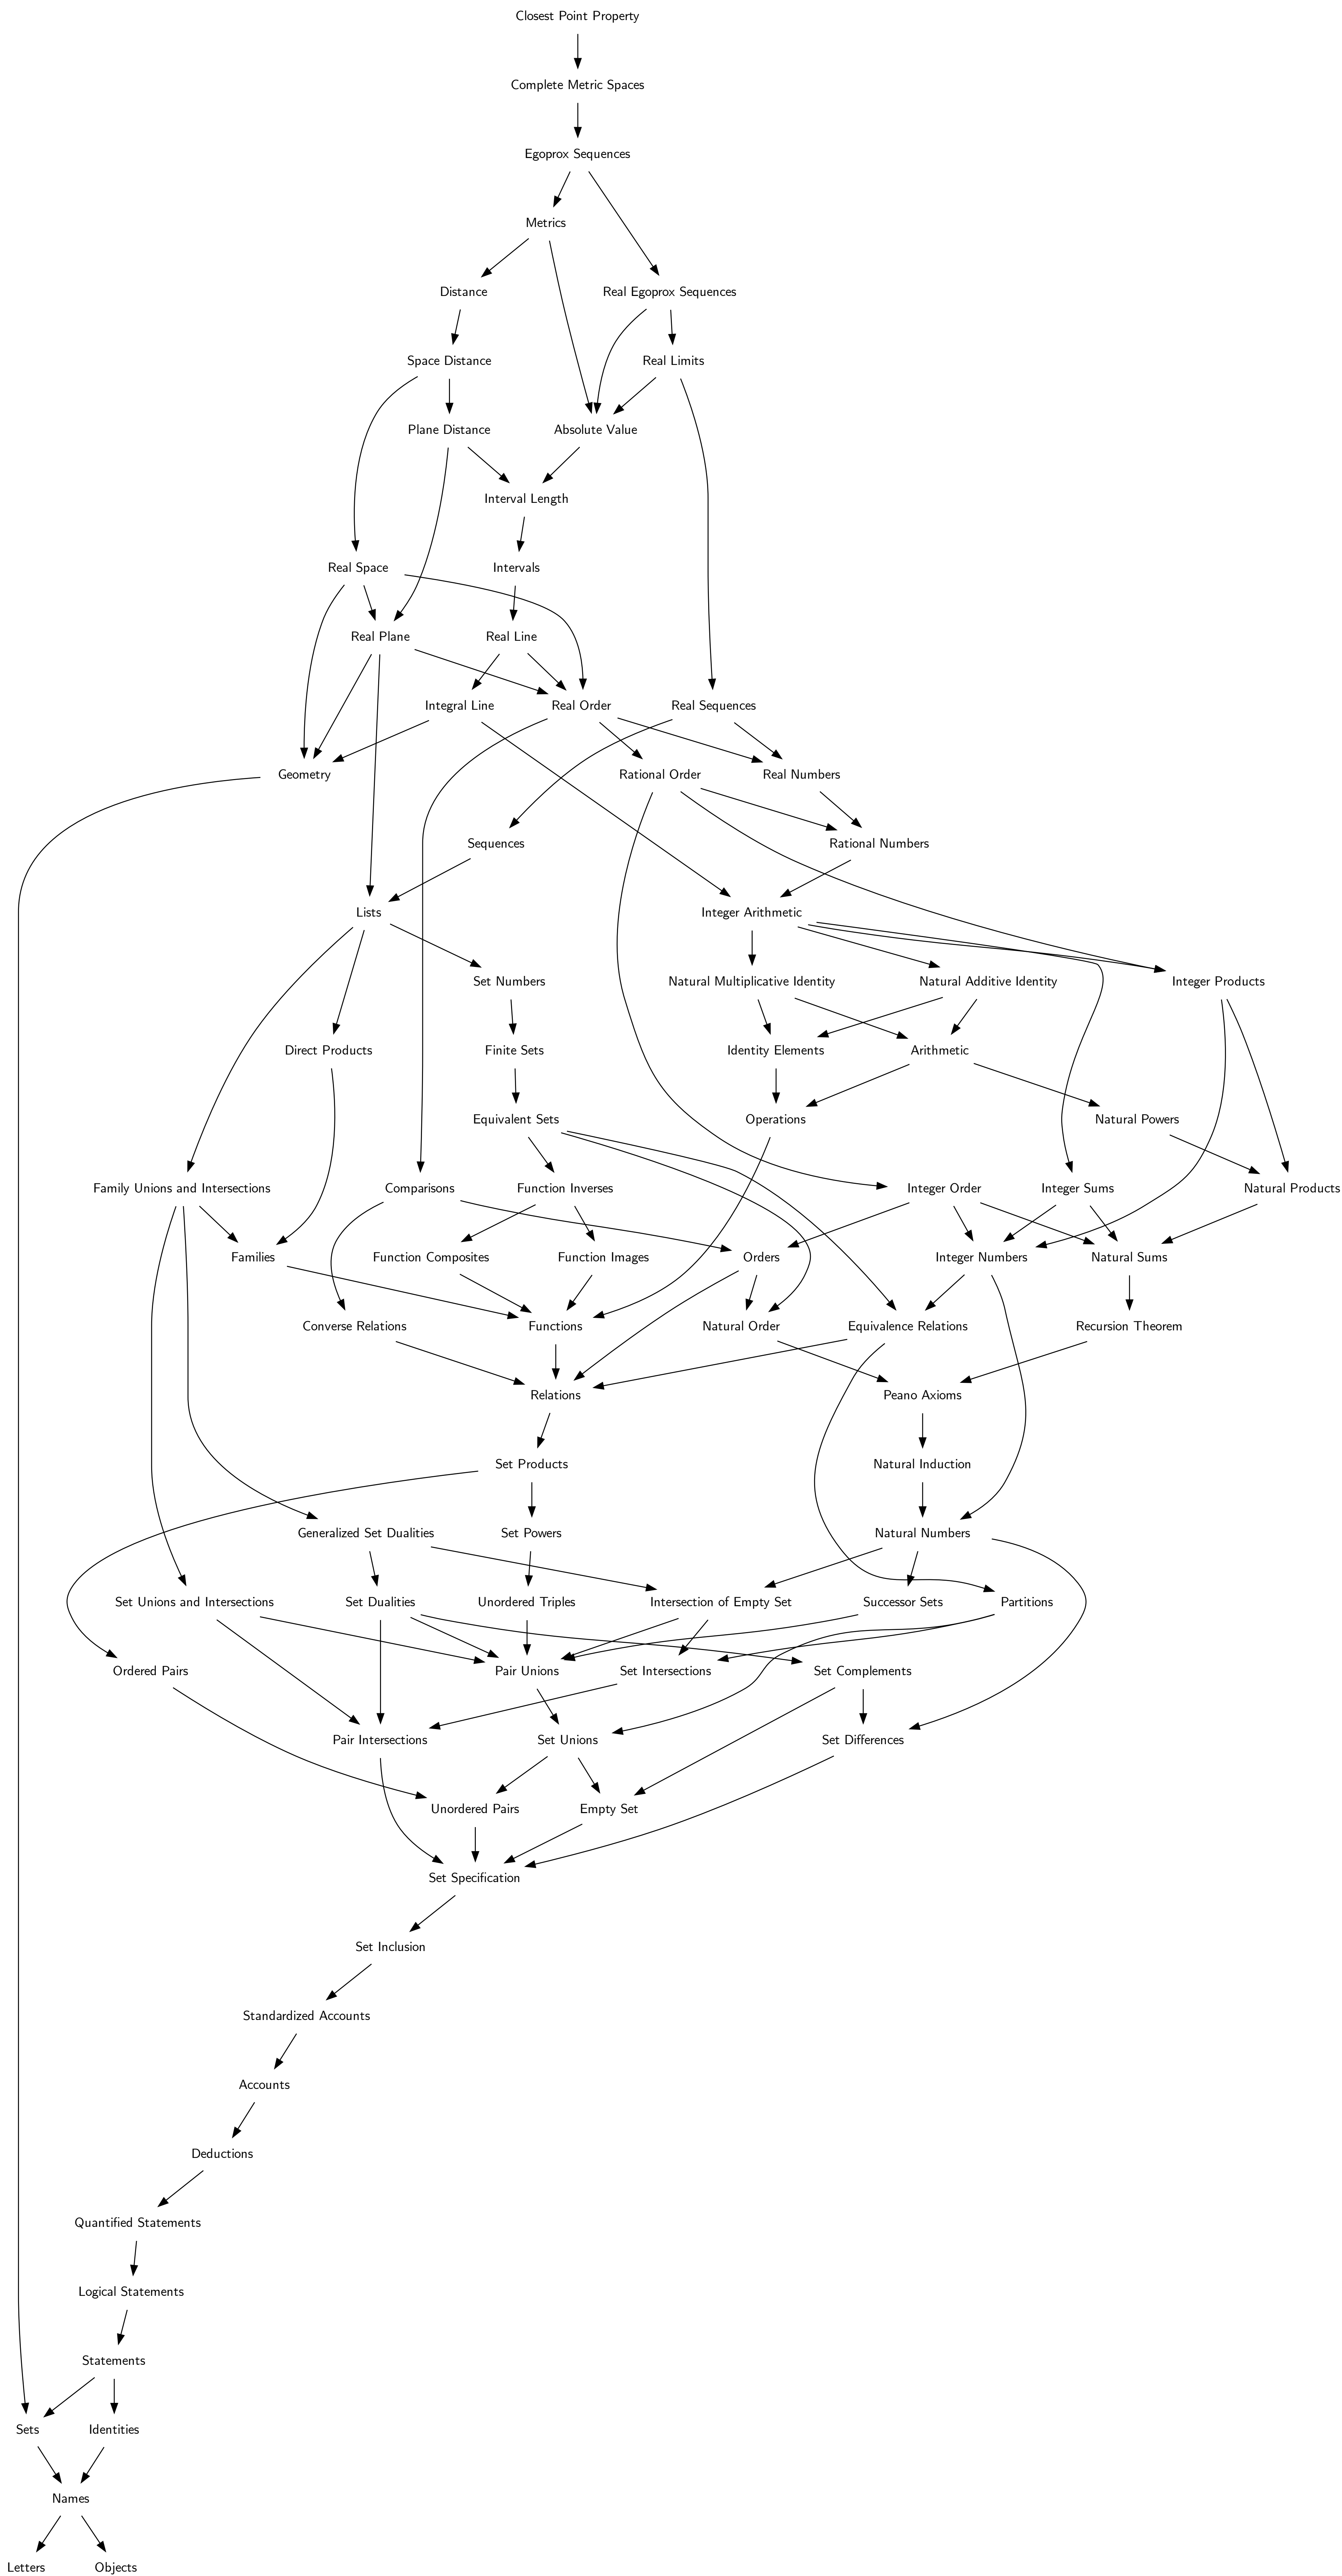 Closest Point Property
Complete Metric Spaces
Egoprox Sequences
Metrics
Distance
Real Egoprox Sequences
Space Distance
Real Limits
Plane Distance
Absolute Value
Interval Length
Real Space
Intervals
Real Plane
Real Line
Integral Line
Real Order
Real Sequences
Geometry
Rational Order
Real Numbers
Sequences
Rational Numbers
Lists
Integer Arithmetic
Set Numbers
Natural Multiplicative Identity
Natural Additive Identity
Integer Products
Direct Products
Finite Sets
Identity Elements
Arithmetic
Equivalent Sets
Operations
Natural Powers
Family Unions and Intersections
Comparisons
Function Inverses
Integer Order
Integer Sums
Natural Products
Families
Function Composites
Function Images
Orders
Integer Numbers
Natural Sums
Converse Relations
Functions
Natural Order
Equivalence Relations
Recursion Theorem
Relations
Peano Axioms
Set Products
Natural Induction
Generalized Set Dualities
Set Powers
Natural Numbers
Set Unions and Intersections
Set Dualities
Unordered Triples
Intersection of Empty Set
Successor Sets
Partitions
Ordered Pairs
Pair Unions
Set Intersections
Set Complements
Pair Intersections
Set Unions
Set Differences
Unordered Pairs
Empty Set
Set Specification
Set Inclusion
Standardized Accounts
Accounts
Deductions
Quantified Statements
Logical Statements
Statements
Sets
Identities
Names
Letters
Objects